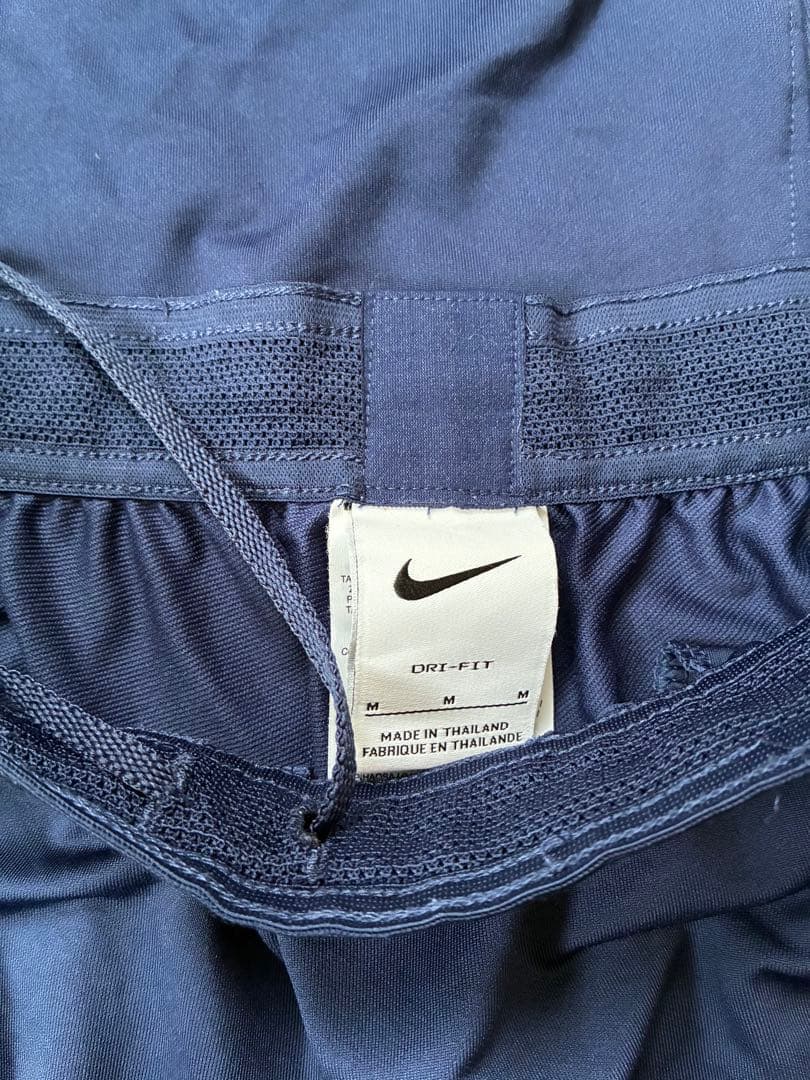 DRI-FIT
M M M
MADE IN THAILAND
FABRIQUE EN THAILANDE